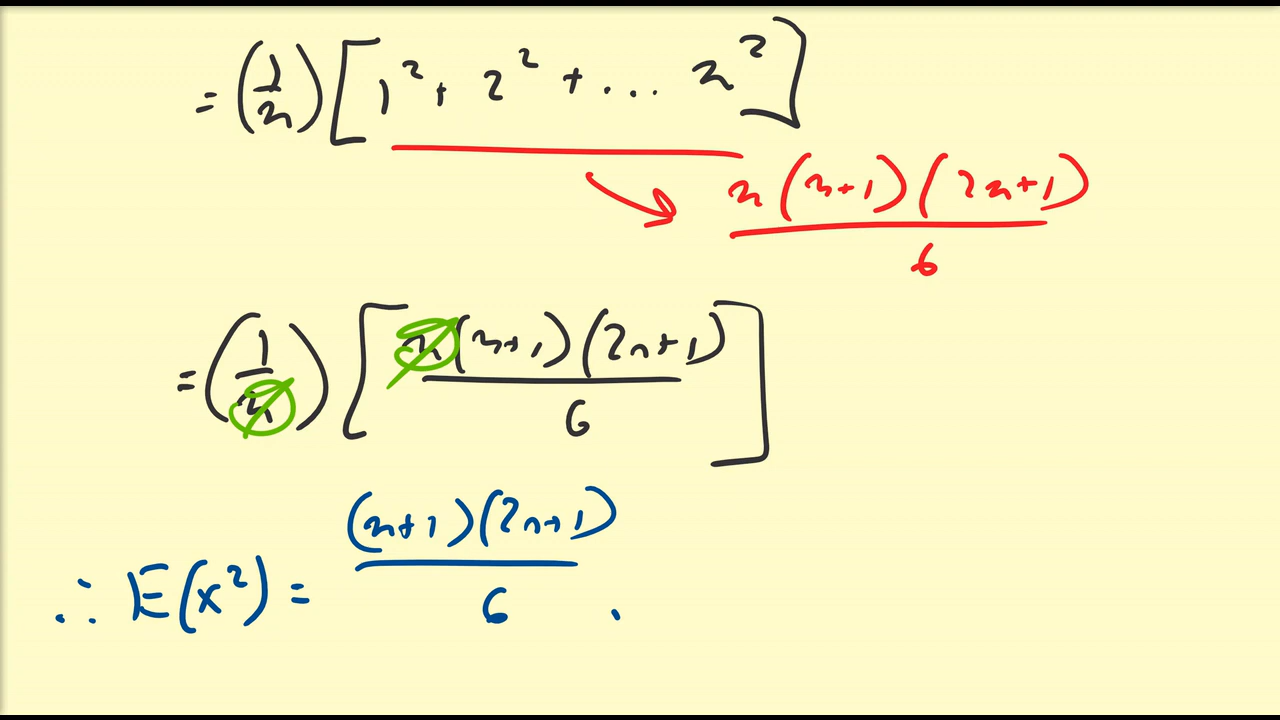 = (1/n) [1² + 2² + ... n²]
n(n+1)(2n+1)/6
= (1/n) [n(n+1)(2n+1)/6]
∴ E(x²) = (n+1)(2n+1)/6 .